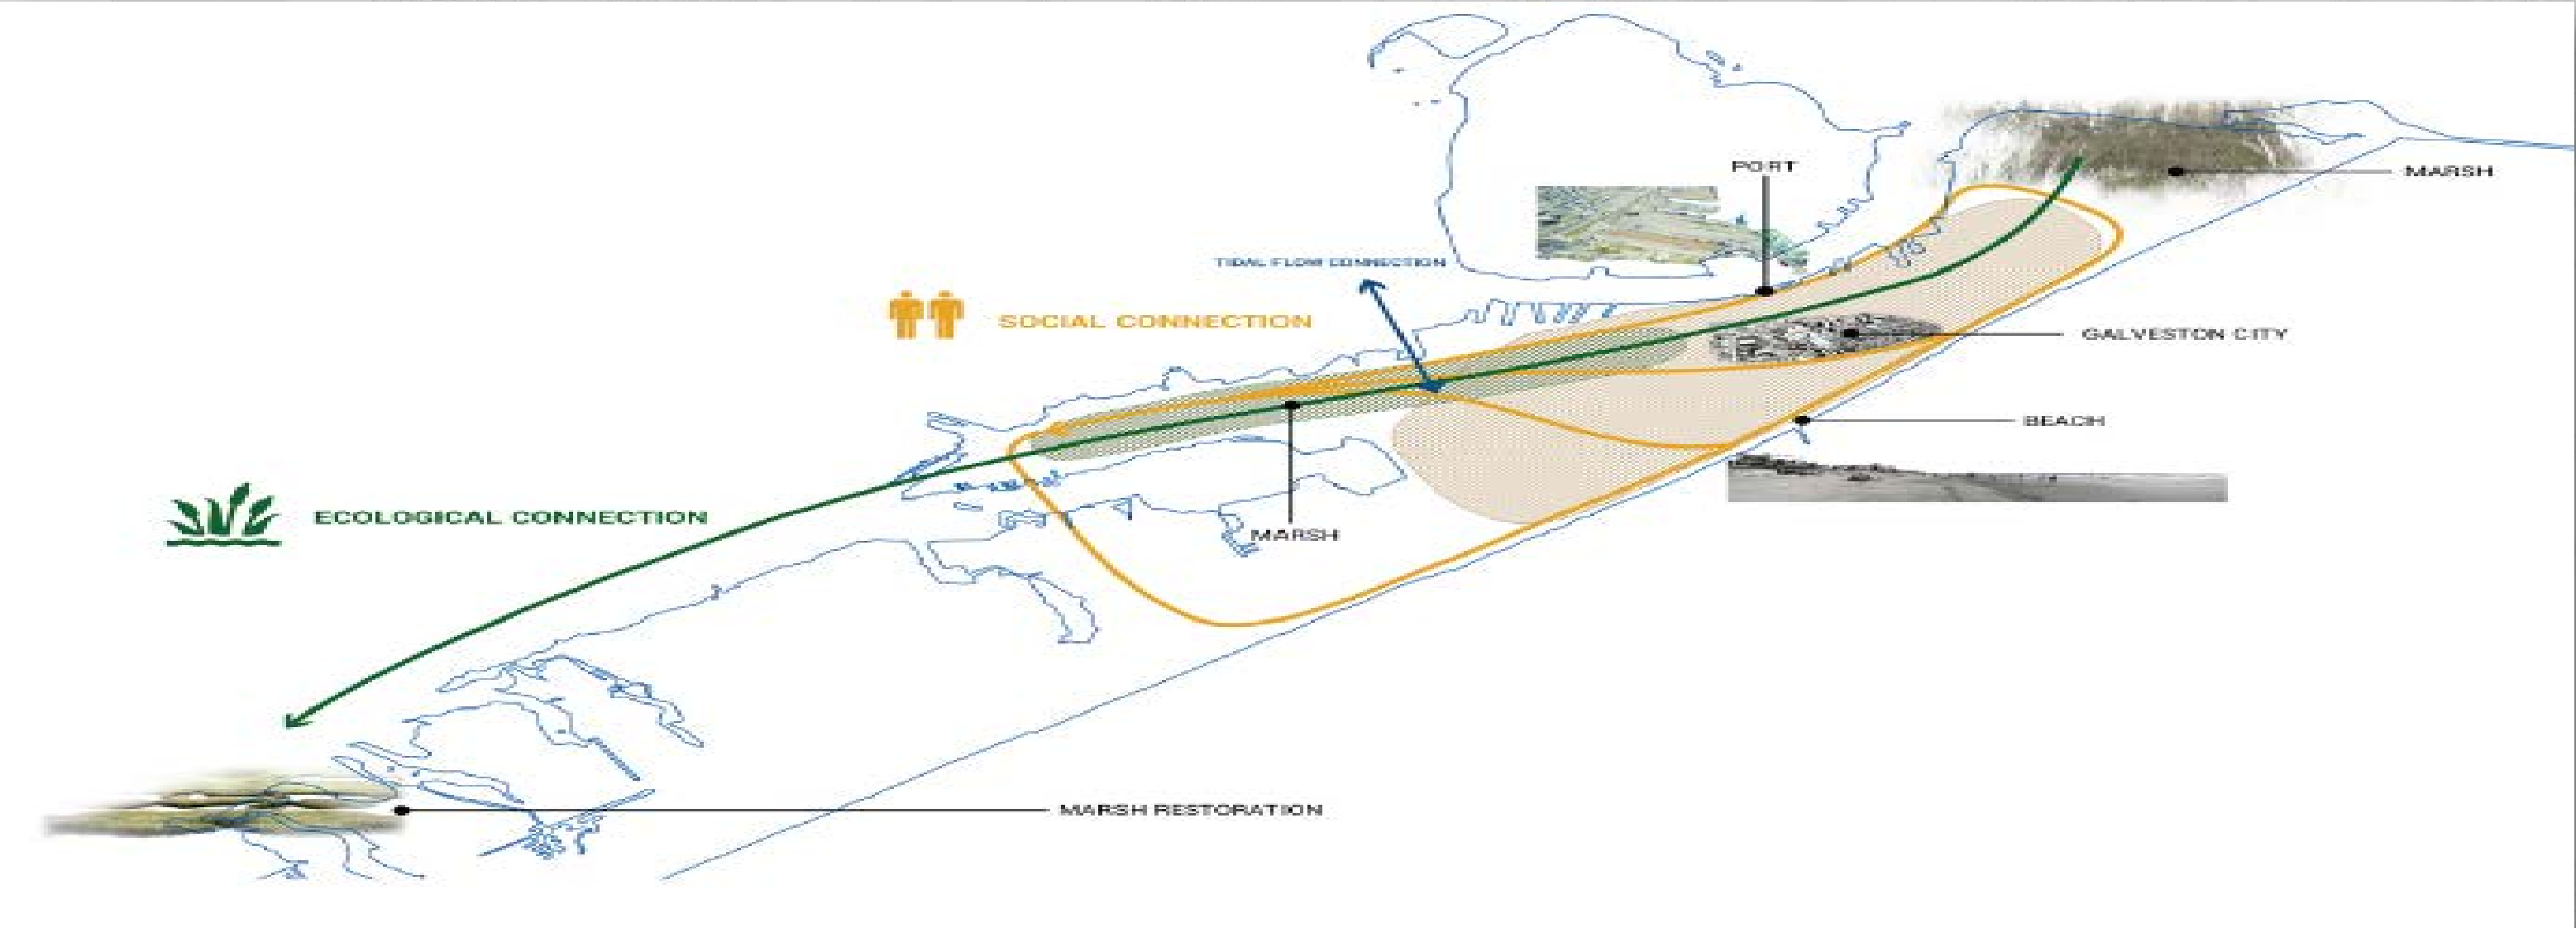 PORT
MARSH
TIDAL FLOW CONNECTION
SOCIAL CONNECTION
GALVESTON CITY
BEACH
ECOLOGICAL CONNECTION
MARSH
MARSH RESTORATION